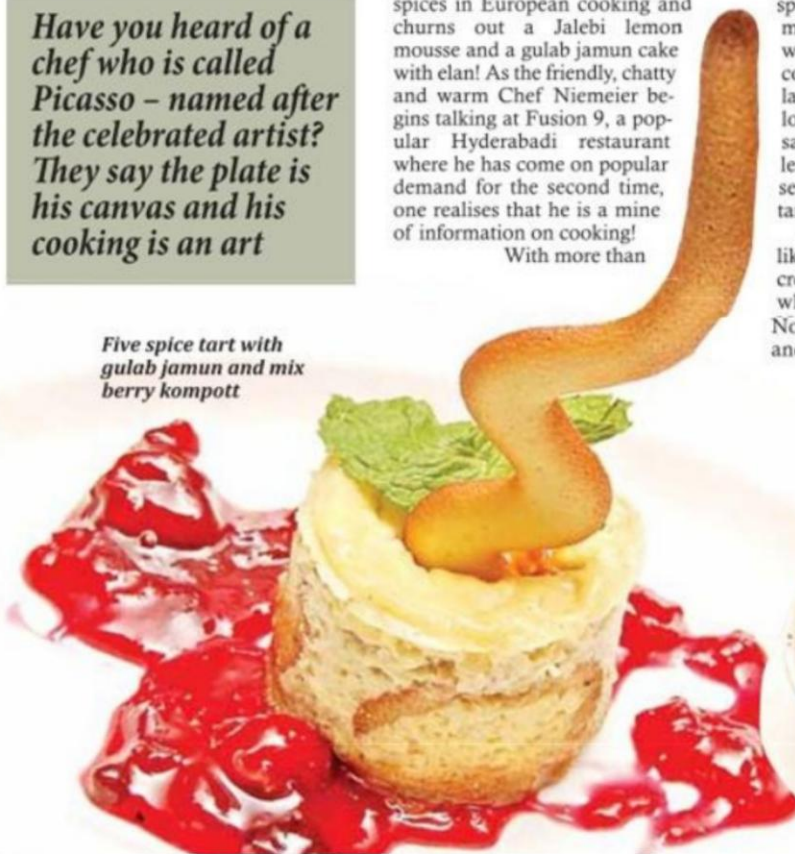 Have you heard of a
chef who is called
Picasso – named after
the celebrated artist?
They say the plate is
his canvas and his
cooking is an art
spices in European cooking and
churns out a Jalebi lemon
mousse and a gulab jamun cake
with elan! As the friendly, chatty
and warm Chef Niemeier be-
gins talking at Fusion 9, a pop-
ular Hyderabadi restaurant
where he has come on popular
demand for the second time,
one realises that he is a mine
of information on cooking!
With more than
Five spice tart with
gulab jamun and mix
berry kompott